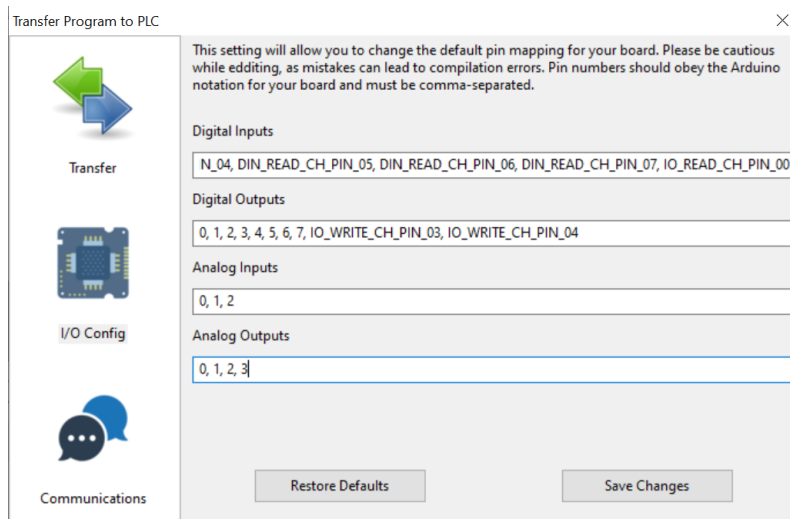 Transfer Program to PLC
This setting will allow you to change the default pin mapping for your board. Please be cautious
while edditing, as mistakes can lead to compilation errors. Pin numbers should obey the Arduino
notation for your board and must be comma-separated.
Digital Inputs
N_04, DIN_READ_CH_PIN_05, DIN_READ_CH_PIN_06, DIN_READ_CH_PIN_07, IO_READ_CH_PIN_00
Transfer
Digital Outputs
0, 1, 2, 3, 4, 5, 6, 7, IO_WRITE_CH_PIN_03, IO_WRITE_CH_PIN_04
Analog Inputs
0, 1, 2
I/O Config
Analog Outputs
0, 1, 2, 3
Restore Defaults
Save Changes
Communications